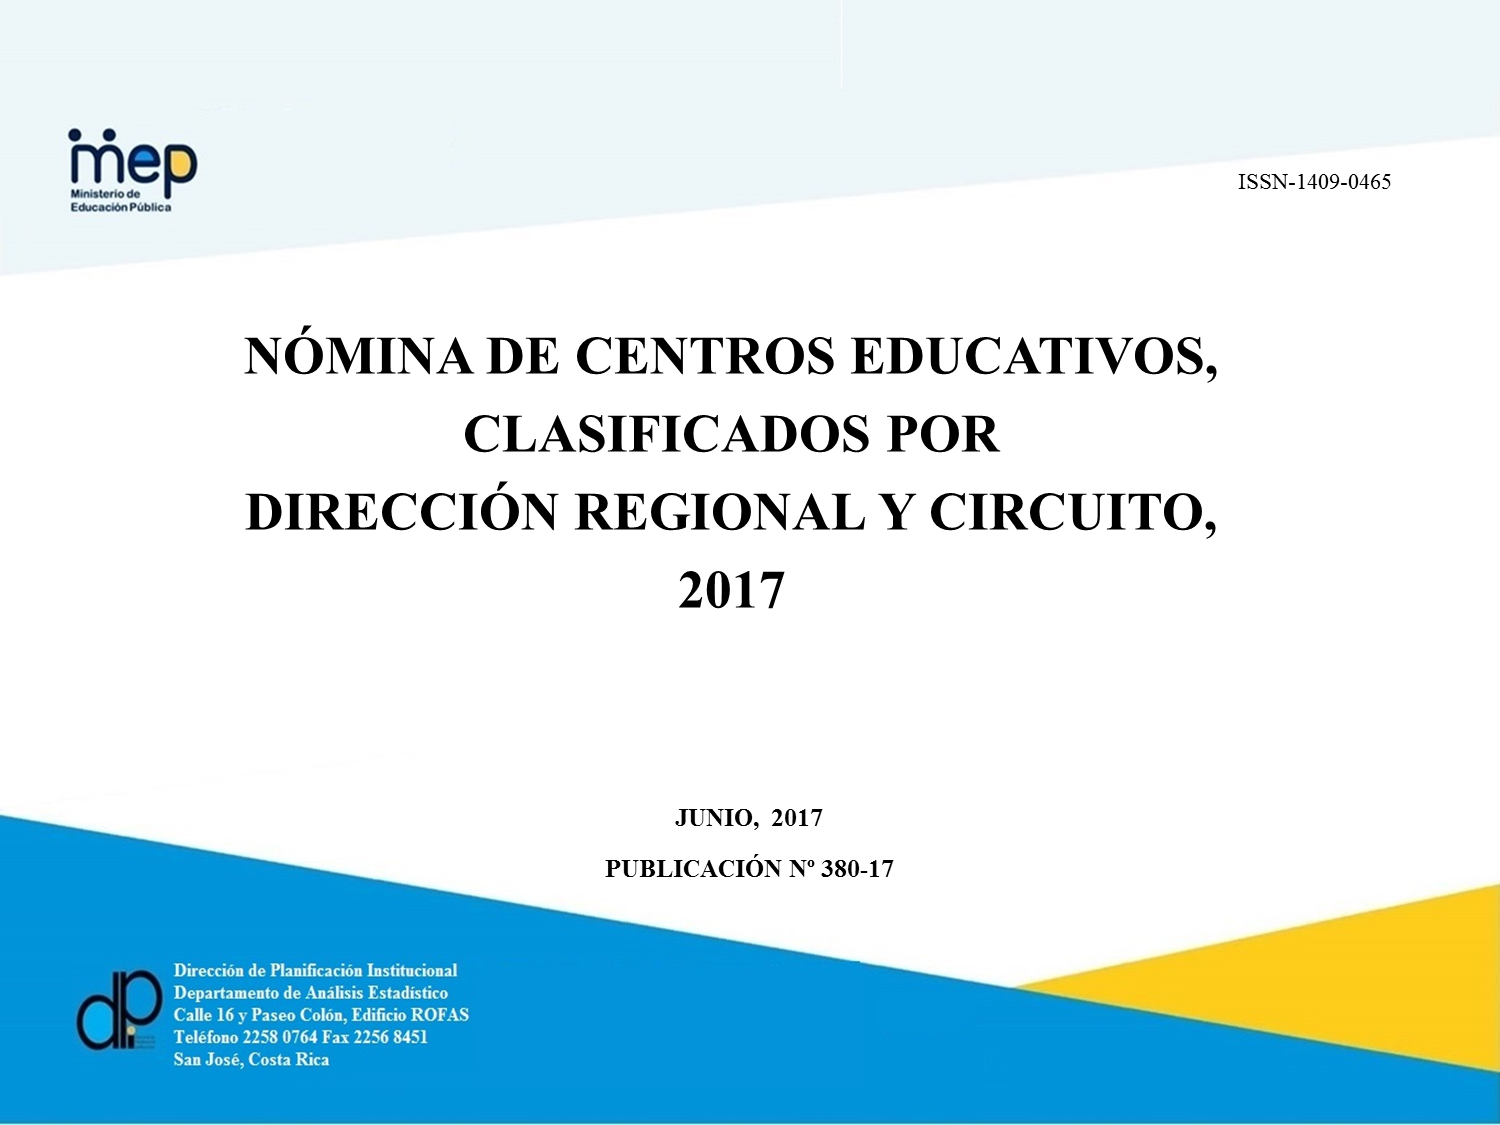 mep
Ministerio de
Educación Pública
ISSN-1409-0465
NÓMINA DE CENTROS EDUCATIVOS,
CLASIFICADOS POR
DIRECCIÓN REGIONAL Y CIRCUITO,
2017
JUNIO, 2017
PUBLICACIÓN Nº 380-17
dpi
Dirección de Planificación Institucional
Departamento de Análisis Estadístico
Calle 16 y Paseo Colón, Edificio ROFAS
Teléfono 2258 0764 Fax 2256 8451
San José, Costa Rica